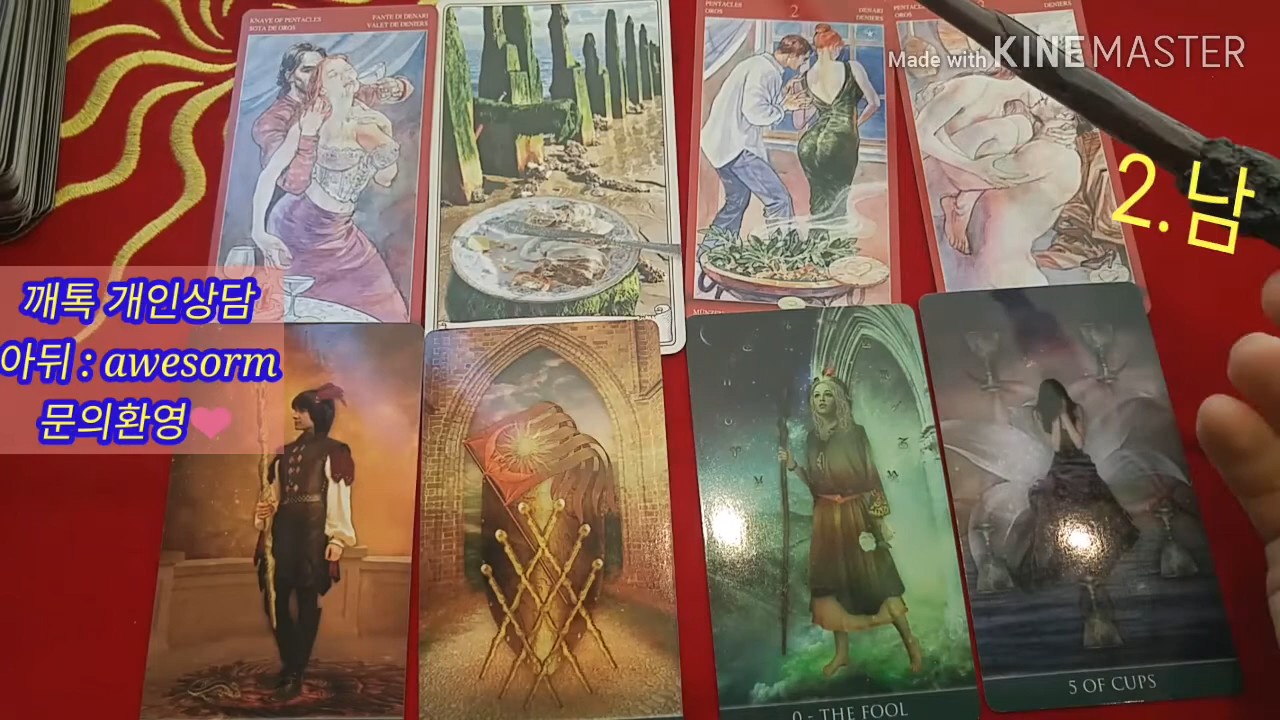 KNAVE OF PENTACLES
SOTA DE OROS
FANTE DI DENARI
VALET DE DENIERS
PENTACLES
OROS
2
DENARI
DENIERS
PENTACLES
OROS
DENIERS
Made with KINEMASTER
2.남
깨톡 개인상담
아뒤 : awesorm
문의환영
0 - THE FOOL
5 OF CUPS